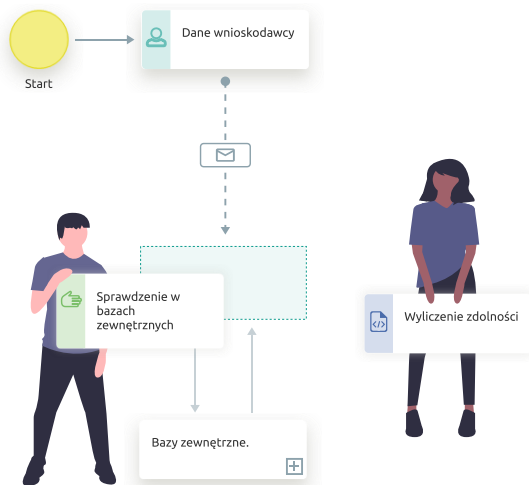 Dane wnioskodawcy
Start
Sprawdzenie w
bazach
zewnętrznych
Wyliczenie zdolności
Bazy zewnętrzne.